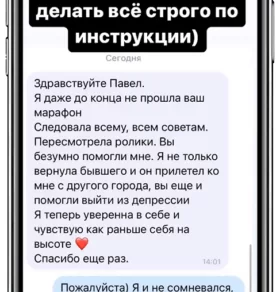 делать всё строго по
инструкции)
Сегодня
Здравствуйте Павел.
Я даже до конца не прошла ваш
марафон
Следовала всему, всем советам.
Пересмотрела ролики. Вы
безумно помогли мне. Я не только
вернула бывшего и он прилетел ко
мне с другого города, вы еще и
помогли выйти из депрессии
Я теперь уверенна в себе и
чувствую как раньше себя на
высоте ❤️
Спасибо еще раз.
14:01
Пожалуйста) Я и не сомневался,